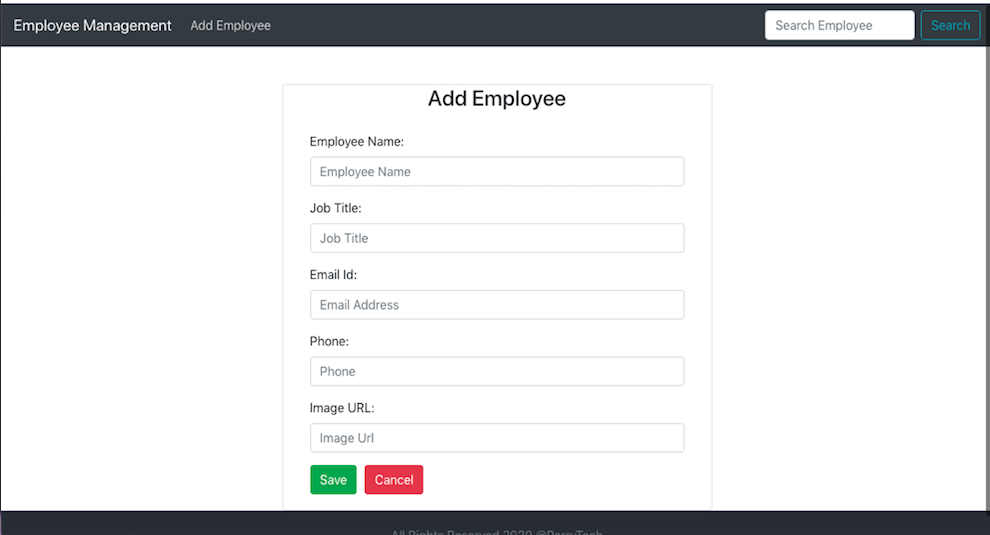 Employee Management Add Employee Search Employee Search
Add Employee
Employee Name:
Employee Name
Job Title:
Job Title
Email Id:
Email Address
Phone:
Phone
Image URL:
Image Url
Save Cancel
All Rights Reserved 2020 @PerryTech